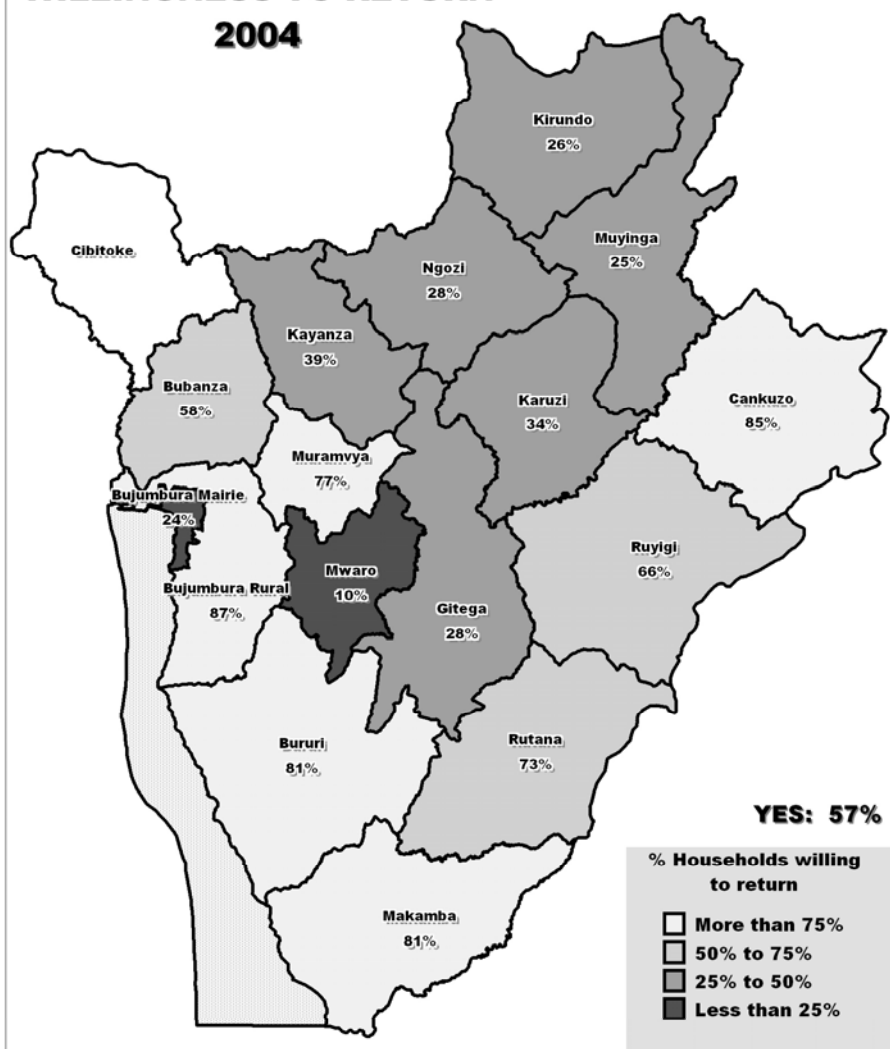 2004
Kirundo
26%
Muyinga
25%
Cibitoke
Ngozi
28%
Kayanza
39%
Bubanza
58%
Karuzi
34%
Cankuzo
85%
Muramvya
77%
Bujumbura Mairie
24%
Mwaro
10%
Ruyigi
66%
Bujumbura Rural
87%
Gitega
28%
Bururi
81%
Rutana
73%
YES: 57%
Makamba
81%
% Households willing
to return
More than 75%
50% to 75%
25% to 50%
Less than 25%